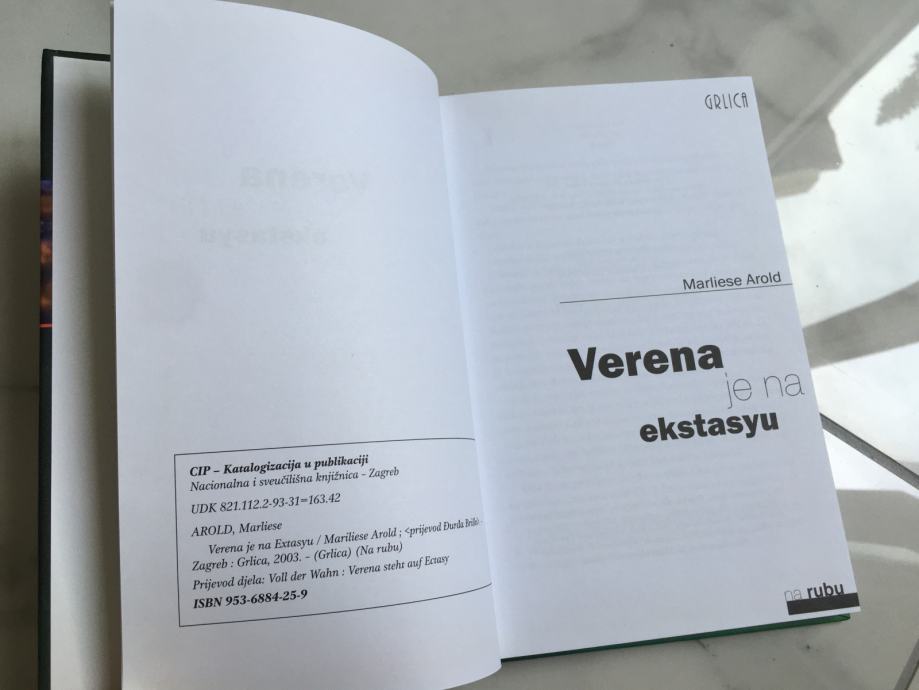 CIP – Katalogizacija u publikaciji
Nacionalna i sveučilišna knjižnica - Zagreb
UDK 821.112.2-93-31=163.42
AROLD, Marliese
Verena je na Extasyu / Mariliese Arold ; <prijevod Đurđa
Zagreb : Grlica, 2003. - (Grlica) (Na rubu)
Prijevod djela: Voll der Wahn : Verena steht auf Ectasy
ISBN 953-6884-25-9
GRLICA
Marliese Arold
Verena
je na
ekstasyu
na rubu